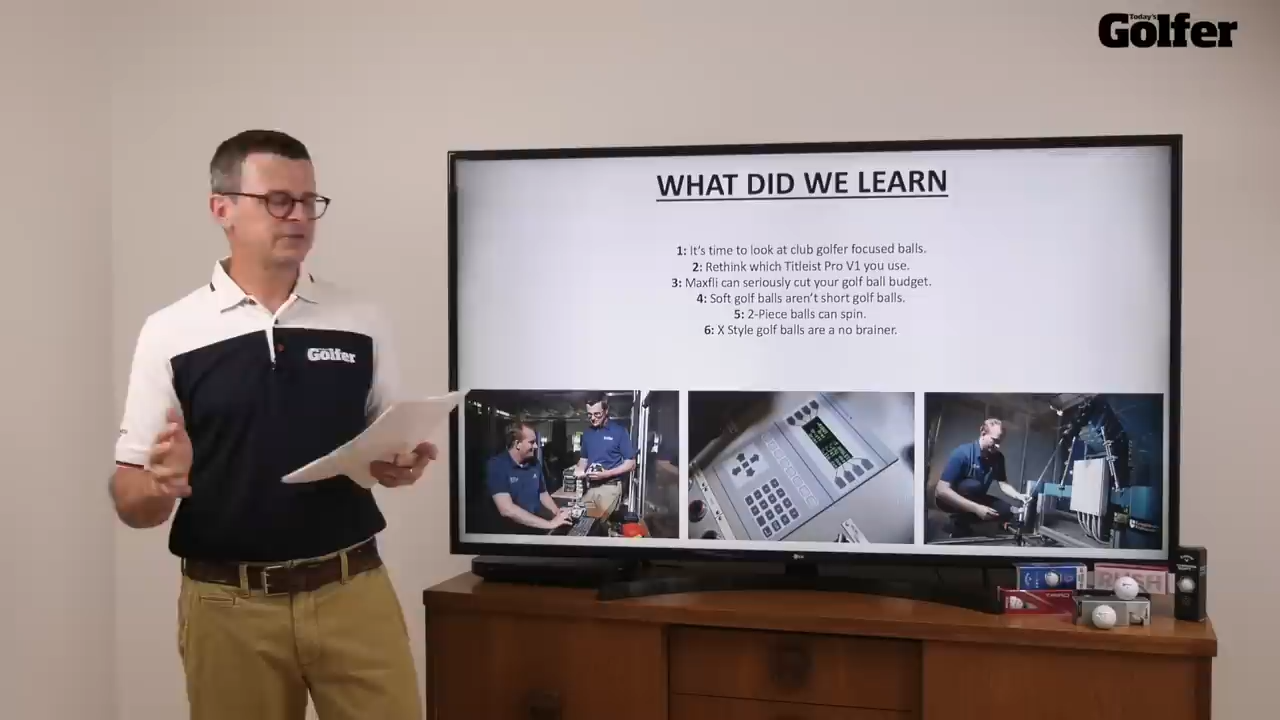 Today's
Golfer
WHAT DID WE LEARN
1: It's time to look at club golfer focused balls.
2: Rethink which Titleist Pro V1 you use.
3: Maxfli can seriously cut your golf ball budget.
4: Soft golf balls aren't short golf balls.
5: 2-Piece balls can spin.
6: X Style golf balls are a no brainer.
Golfer
LG
RUSH